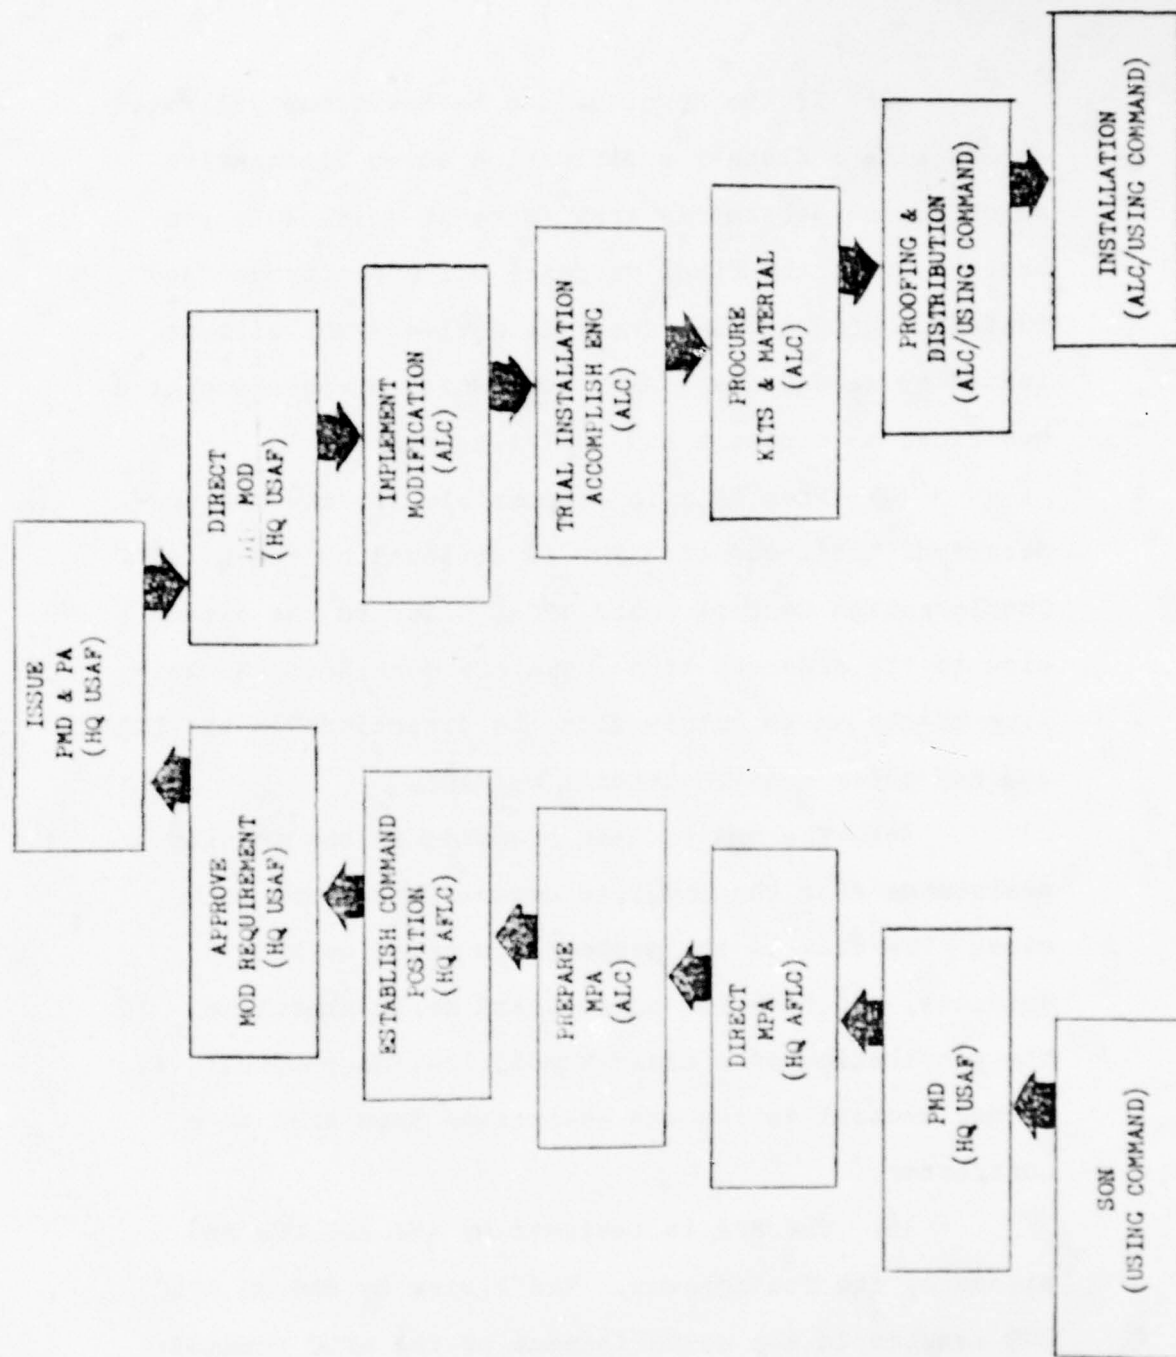 SON
(USING COMMAND)
PMD
(HQ USAF)
DIRECT
MPA
(HQ AFLC)
PREPARE
MPA
(ALC)
ESTABLISH COMMAND
POSITION
(HQ AFLC)
APPROVE
MOD REQUIREMENT
(HQ USAF)
ISSUE
PMD & PA
(HQ USAF)
DIRECT
MOD
(HQ USAF)
IMPLEMENT
MODIFICATION
(ALC)
TRIAL INSTALLATION
ACCOMPLISH ENG
(ALC)
PROCURE
KITS & MATERIAL
(ALC)
PROOFING &
DISTRIBUTION
(ALC/USING COMMAND)
INSTALLATION
(ALC/USING COMMAND)